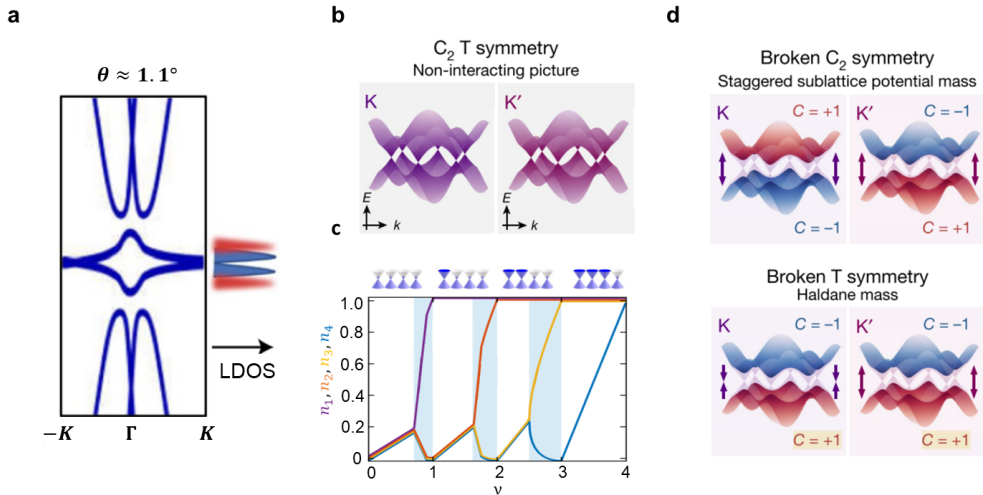 a
θ ≈ 1.1°
-K
Γ
K
LDOS
b
C₂ T symmetry
Non-interacting picture
K
K′
E
k
E
k
c
n₁, n₂, n₃, n₄
1.0
0.8
0.6
0.4
0.2
0
0
1
2
3
4
ν
d
Broken C₂ symmetry
Staggered sublattice potential mass
K
C = +1
C = −1
K′
C = −1
C = +1
Broken T symmetry
Haldane mass
K
C = −1
C = +1
K′
C = −1
C = +1